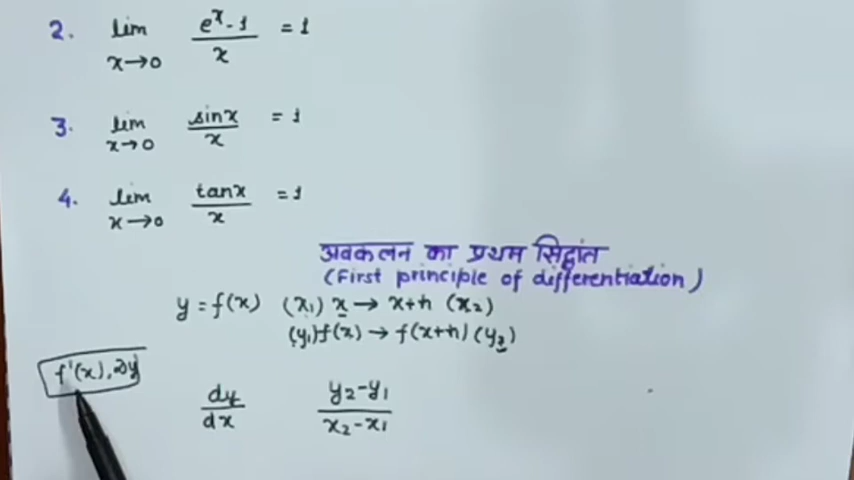 2. lim x→0 (e^x - 1)/x = 1
3. lim x→0 sinx/x = 1
4. lim x→0 tanx/x = 1
अवकलन का प्रथम सिद्धांत
(First principle of differentiation)
y = f(x) (x₁) x → x+h (x₂)
(y₁) f(x) → f(x+h) (y₂)
f'(x),
dy/dx (y₂-y₁)/(x₂-x₁)